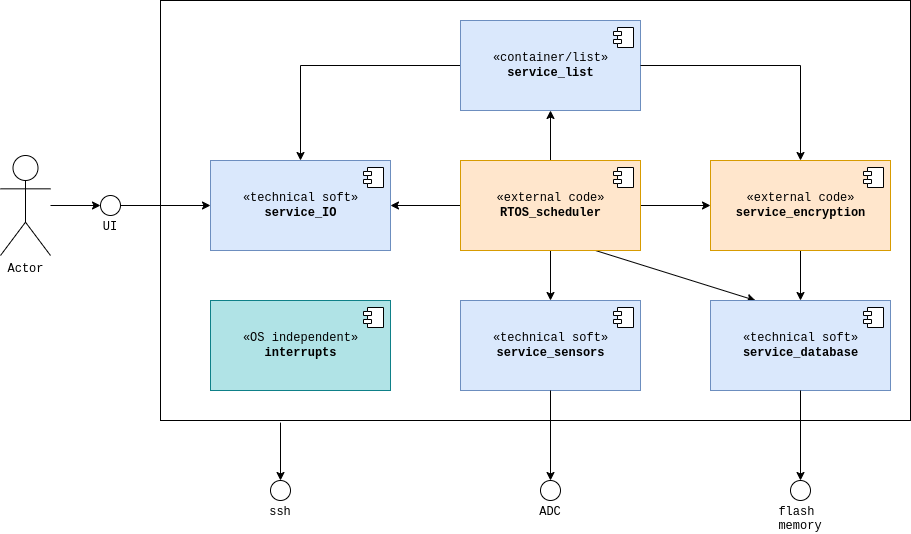 «container/list»
service_list
«technical soft»
service_IO
«external code»
RTOS_scheduler
«external code»
service_encryption
UI
Actor
«OS independent»
interrupts
«technical soft»
service_sensors
«technical soft»
service_database
ssh
ADC
flash
memory